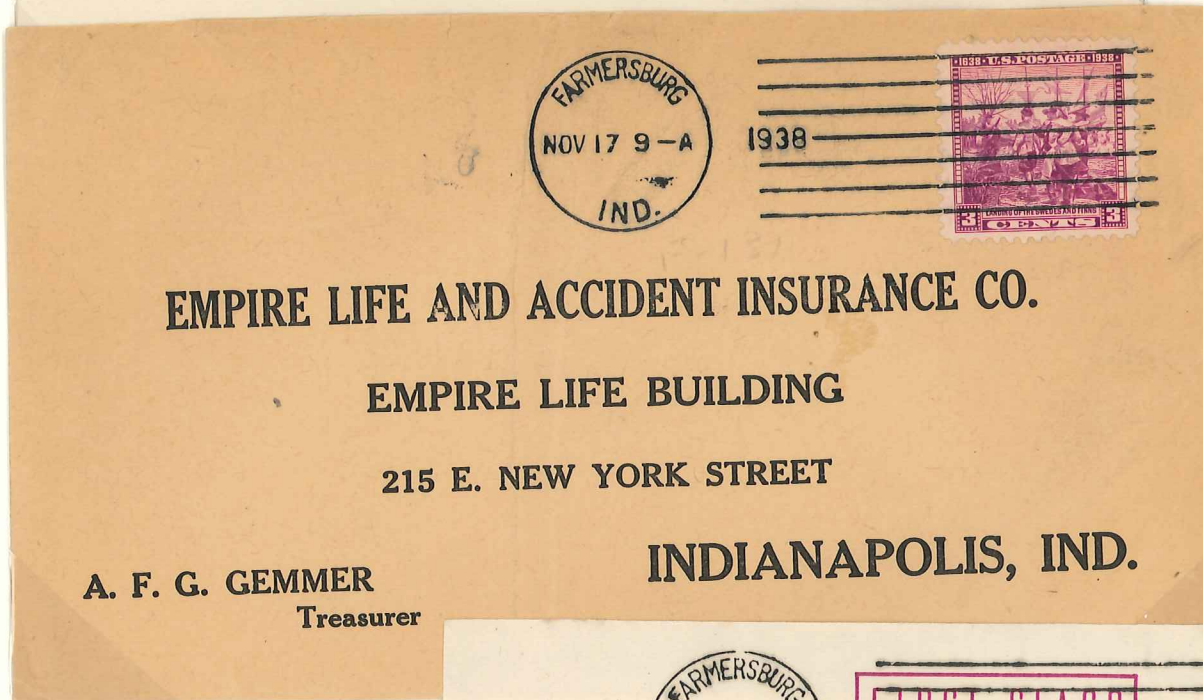 FARMERSBURG
NOV 17 9-A
IND.
1938
1638 · U.S. POSTAGE · 1938
LANDING OF THE SWEDES AND FINNS
3 CENTS 3
EMPIRE LIFE AND ACCIDENT INSURANCE CO.
EMPIRE LIFE BUILDING
215 E. NEW YORK STREET
INDIANAPOLIS, IND.
A. F. G. GEMMER
Treasurer
FARMERSBURG